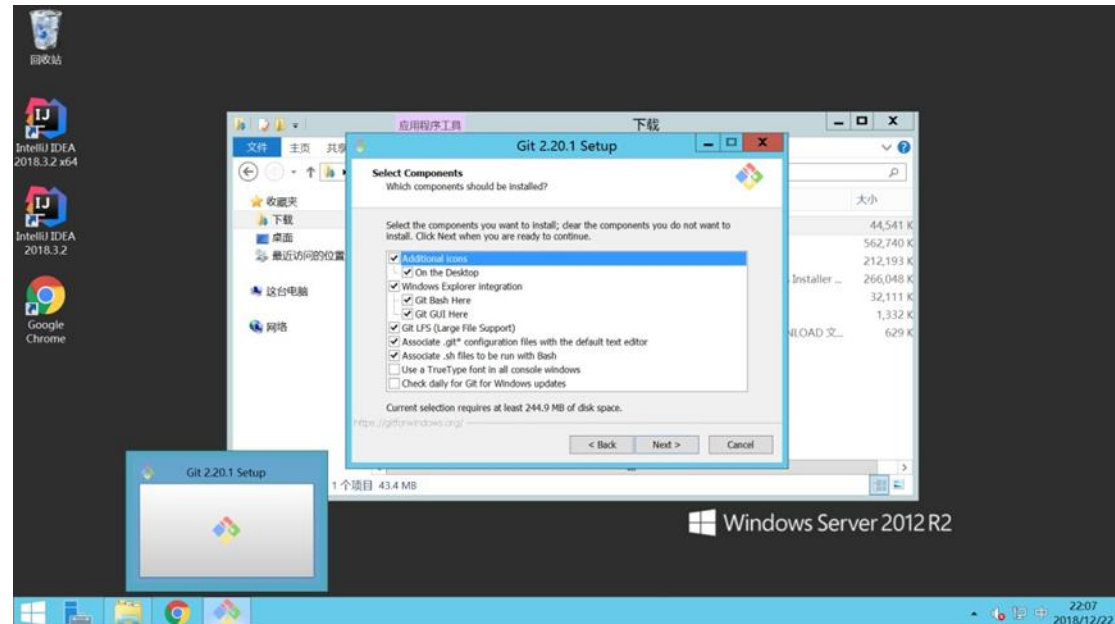 回收站
IntelliJ IDEA
2018.3.2 x64
IntelliJ IDEA
2018.3.2
Google
Chrome
应用程序工具
下载
文件
主页
收藏夹
下载
桌面
最近访问的位置
这台电脑
网络
大小
44,541 K
562,740 K
212,193 K
Installer ...
266,048 K
32,111 K
1,332 K
629 K
1 个项目 43.4 MB
Git 2.20.1 Setup
Select Components
Which components should be installed?
Select the components you want to install; clear the components you do not want to
install. Click Next when you are ready to continue.
Additional icons
On the Desktop
Windows Explorer integration
Git Bash Here
Git GUI Here
Git LFS (Large File Support)
Associate .git* configuration files with the default text editor
Associate .sh files to be run with Bash
Use a TrueType font in all console windows
Check daily for Git for Windows updates
Current selection requires at least 244.9 MB of disk space.
https://gitforwindows.org/
< Back
Next >
Cancel
Git 2.20.1 Setup
Windows Server 2012 R2
22:07
2018/12/22